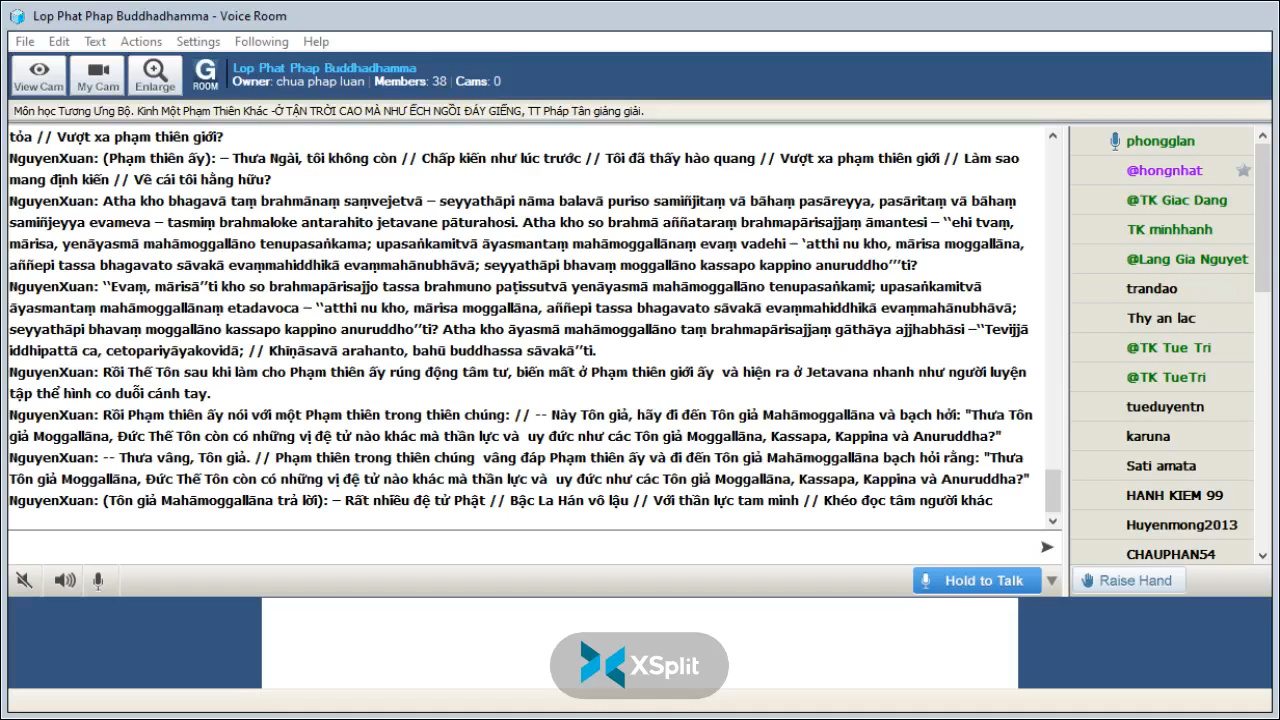 Lop Phat Phap Buddhadhamma - Voice Room
File Edit Text Actions Settings Following Help
View Cam My Cam Enlarge
G ROOM
Lop Phat Phap Buddhadhamma
Owner: chua phap luan | Members: 38 | Cams: 0
Môn học Tương Ưng Bộ. Kinh Một Phạm Thiên Khác -Ở TẬN TRỜI CAO MÀ NHƯ ẾCH NGỒI ĐÁY GIẾNG, TT Pháp Tân giảng giải.
tỏa // Vượt xa phạm thiên giới?
NguyenXuan: (Phạm thiên ấy): – Thưa Ngài, tôi không còn // Chấp kiến như lúc trước // Tôi đã thấy hào quang // Vượt xa phạm thiên giới // Làm sao
mang định kiến // Về cái tôi hằng hữu?
NguyenXuan: Atha kho bhagavā taṃ brahmānaṃ saṃvejetvā – seyyathāpi nāma balavā puriso samiñjitaṃ vā bāhaṃ pasāreyya, pasāritaṃ vā bāhaṃ
samiñjeyya evameva – tasmiṃ brahmaloke antarahito jetavane pāturahosi. Atha kho so brahmā aññataraṃ brahmapārisajjaṃ āmantesi – ‘‘ehi tvaṃ,
mārisa, yenāyasmā mahāmoggallāno tenupasaṅkama; upasaṅkamitvā āyasmantaṃ mahāmoggallānaṃ evaṃ vadehi – ‘atthi nu kho, mārisa moggallāna,
aññepi tassa bhagavato sāvakā evaṃmahiddhikā evaṃmahānubhāvā; seyyathāpi bhavaṃ moggallāno kassapo kappino anuruddho’’’ti?
NguyenXuan: ‘‘Evaṃ, mārisā’’ti kho so brahmapārisajjo tassa brahmuno paṭissutvā yenāyasmā mahāmoggallāno tenupasaṅkami; upasaṅkamitvā
āyasmantaṃ mahāmoggallānaṃ etadavoca – ‘‘atthi nu kho, mārisa moggallāna, aññepi tassa bhagavato sāvakā evaṃmahiddhikā evaṃmahānubhāvā;
seyyathāpi bhavaṃ moggallāno kassapo kappino anuruddho’’ti? Atha kho āyasmā mahāmoggallāno taṃ brahmapārisajjaṃ gāthāya ajjhabhāsi –‘‘Tevijjā
iddhipattā ca, cetopariyāyakovidā; // Khīṇāsavā arahanto, bahū buddhassa sāvakā’’ti.
NguyenXuan: Rồi Thế Tôn sau khi làm cho Phạm thiên ấy rúng động tâm tư, biến mất ở Phạm thiên giới ấy và hiện ra ở Jetavana nhanh như người luyện
tập thể hình co duỗi cánh tay.
NguyenXuan: Rồi Phạm thiên ấy nói với một Phạm thiên trong thiên chúng: // -- Này Tôn giả, hãy đi đến Tôn giả Mahāmoggallāna và bạch hỏi: "Thưa Tôn
giả Moggallāna, Đức Thế Tôn còn có những vị đệ tử nào khác mà thần lực và uy đức như các Tôn giả Moggallāna, Kassapa, Kappina và Anuruddha?"
NguyenXuan: -- Thưa vâng, Tôn giả. // Phạm thiên trong thiên chúng vâng đáp Phạm thiên ấy và đi đến Tôn giả Mahāmoggallāna bạch hỏi rằng: "Thưa
Tôn giả Moggallāna, Đức Thế Tôn còn có những vị đệ tử nào khác mà thần lực và uy đức như các Tôn giả Moggallāna, Kassapa, Kappina và Anuruddha?"
NguyenXuan: (Tôn giả Mahāmoggallāna trả lời): – Rất nhiều đệ tử Phật // Bậc La Hán vô lậu // Với thần lực tam minh // Khéo đọc tâm người khác
phongglan
@hongnhat
@TK Giac Dang
TK minhhanh
@Lang Gia Nguyet
trandao
Thy an lac
@TK Tue Tri
@TK TueTri
tueduyentn
karuna
Sati amata
HANH KIEM 99
Huyenmong2013
CHAUPHAN54
Hold to Talk
Raise Hand
XSplit